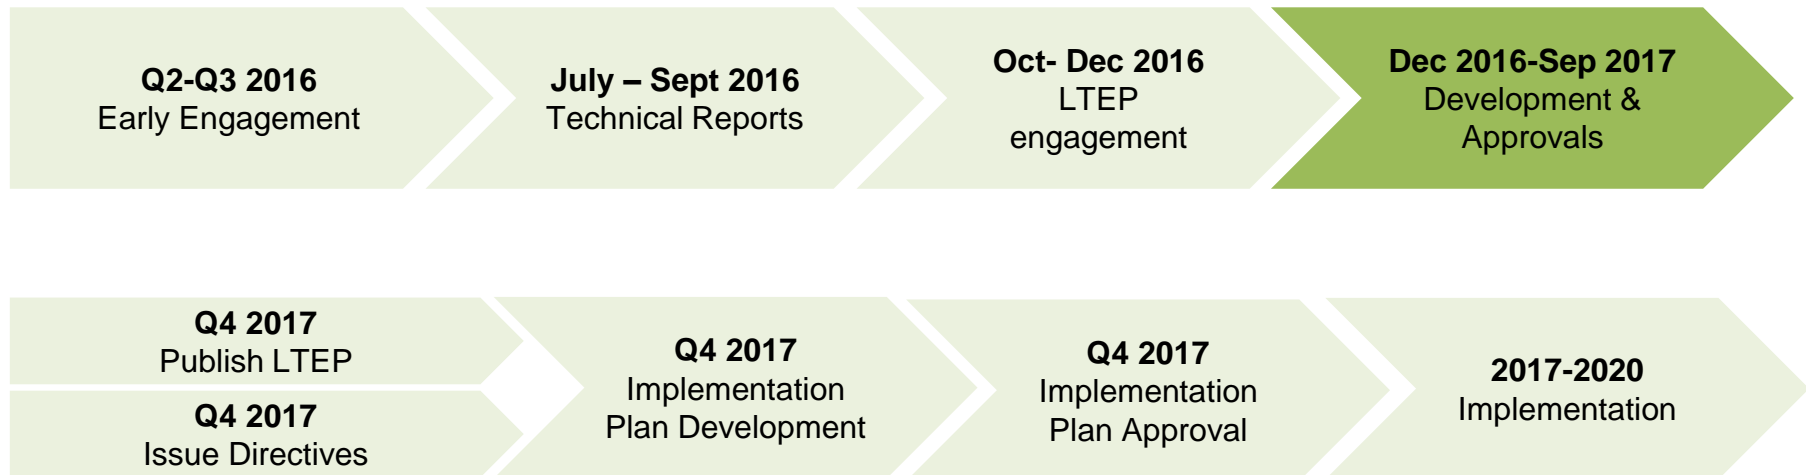 Q2-Q3 2016
Early Engagement
July – Sept 2016
Technical Reports
Oct- Dec 2016
LTEP
engagement
Dec 2016-Sep 2017
Development &
Approvals
Q4 2017
Publish LTEP
Q4 2017
Issue Directives
Q4 2017
Implementation
Plan Development
Q4 2017
Implementation
Plan Approval
2017-2020
Implementation